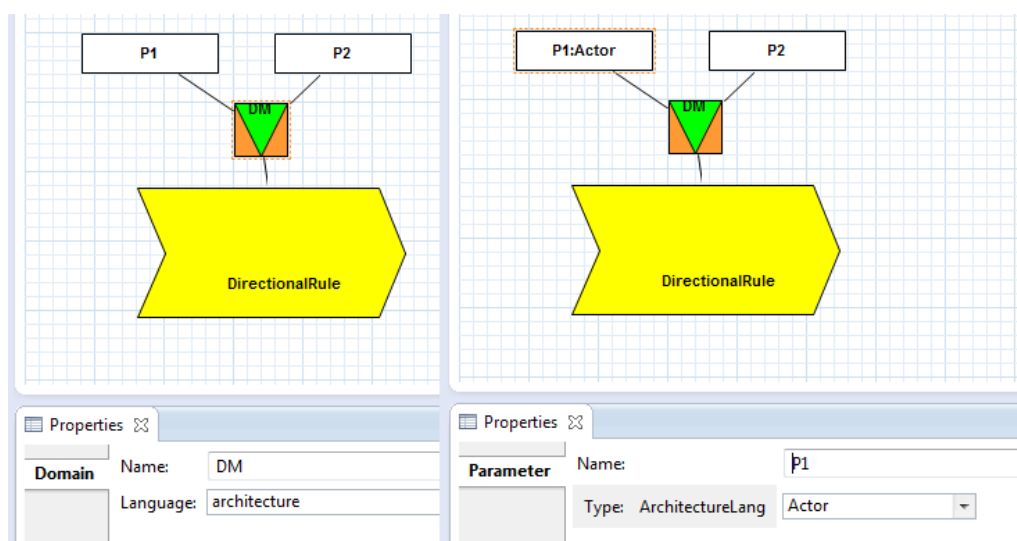 P1
P2
DM
DirectionalRule
Properties
Domain
Name: DM
Language: architecture
P1:Actor
P2
DM
DirectionalRule
Properties
Parameter
Name: P1
Type: ArchitectureLang Actor